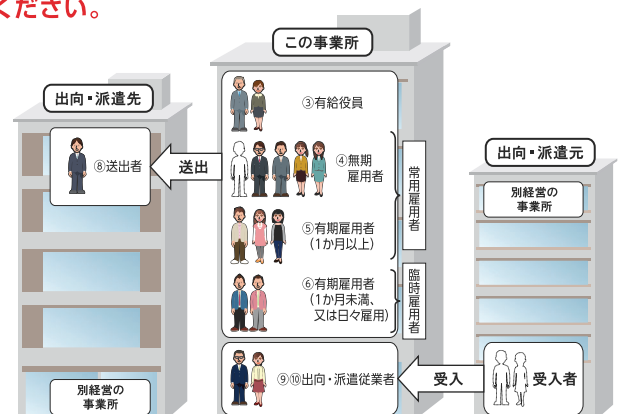 ください。
この事業所
出向・派遣先
③有給役員
⑧送出者
送出
④無期
雇用者
常用雇用者
⑤有期雇用者
(1か月以上)
⑥有期雇用者
(1か月未満、
又は日々雇用)
臨時雇用者
⑨⑩出向・派遣従業者
受入
受入者
出向・派遣元
別経営の
事業所
別経営の
事業所